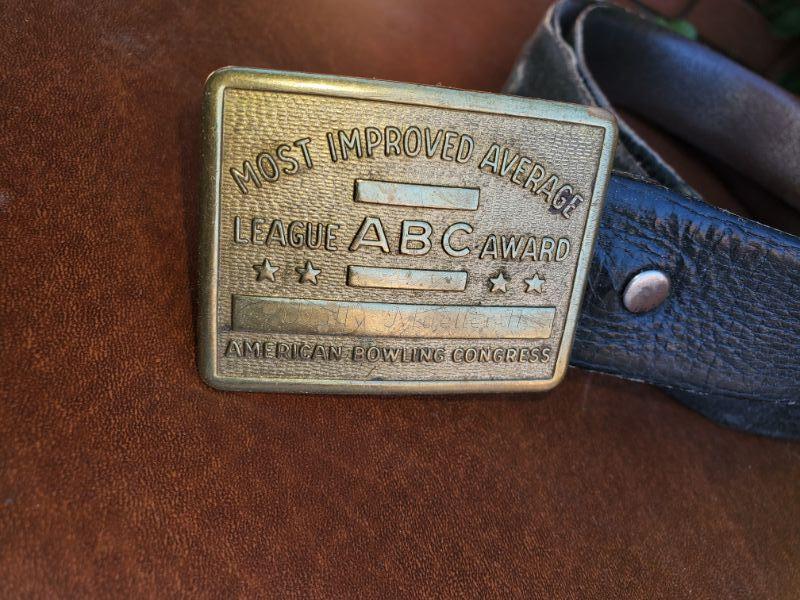 MOST IMPROVED AVERAGE
LEAGUE ABC AWARD
AMERICAN BOWLING CONGRESS